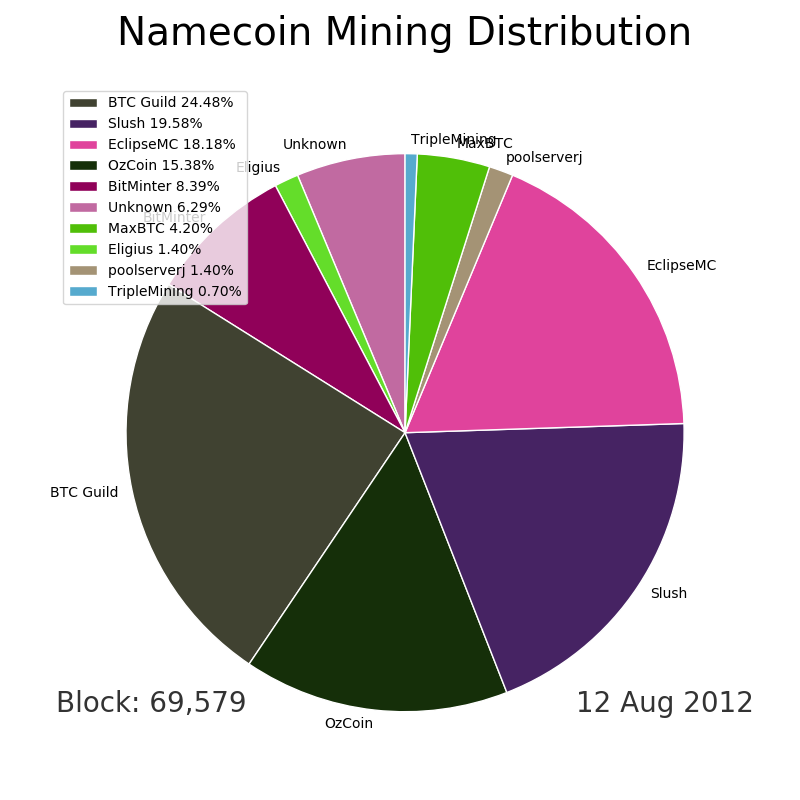 Namecoin Mining Distribution
BTC Guild 24.48%
Slush 19.58%
EclipseMC 18.18%
OzCoin 15.38%
BitMinter 8.39%
Unknown 6.29%
MaxBTC 4.20%
Eligius 1.40%
poolserverj 1.40%
TripleMining 0.70%
TripleMining
MaxBTC
poolserverj
Unknown
Eligius
BitMinter
EclipseMC
BTC Guild
Slush
OzCoin
Block: 69,579
12 Aug 2012